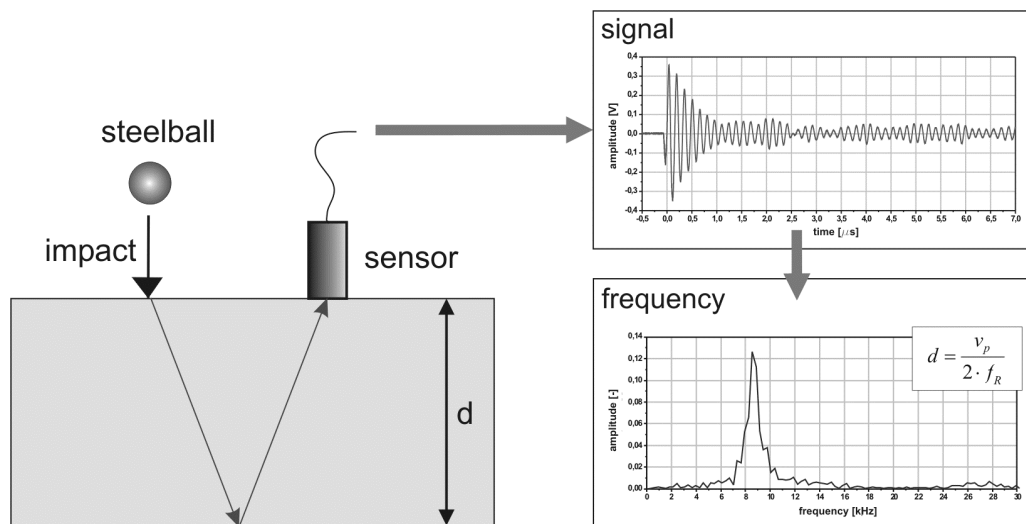 steelball
impact
sensor
d
signal
amplitude [V]
0,4
0,3
0,2
0,1
0,0
-0,1
-0,2
-0,3
-0,4
-0,5 0,0 0,5 1,0 1,5 2,0 2,5 3,0 3,5 4,0 4,5 5,0 5,5 6,0 6,5 7,0
time [μs]
frequency
d = v_p / 2 · f_R
amplitude [-]
0,14
0,12
0,10
0,08
0,06
0,04
0,02
0,00
0 2 4 6 8 10 12 14 16 18 20 22 24 26 28 30
frequency [kHz]